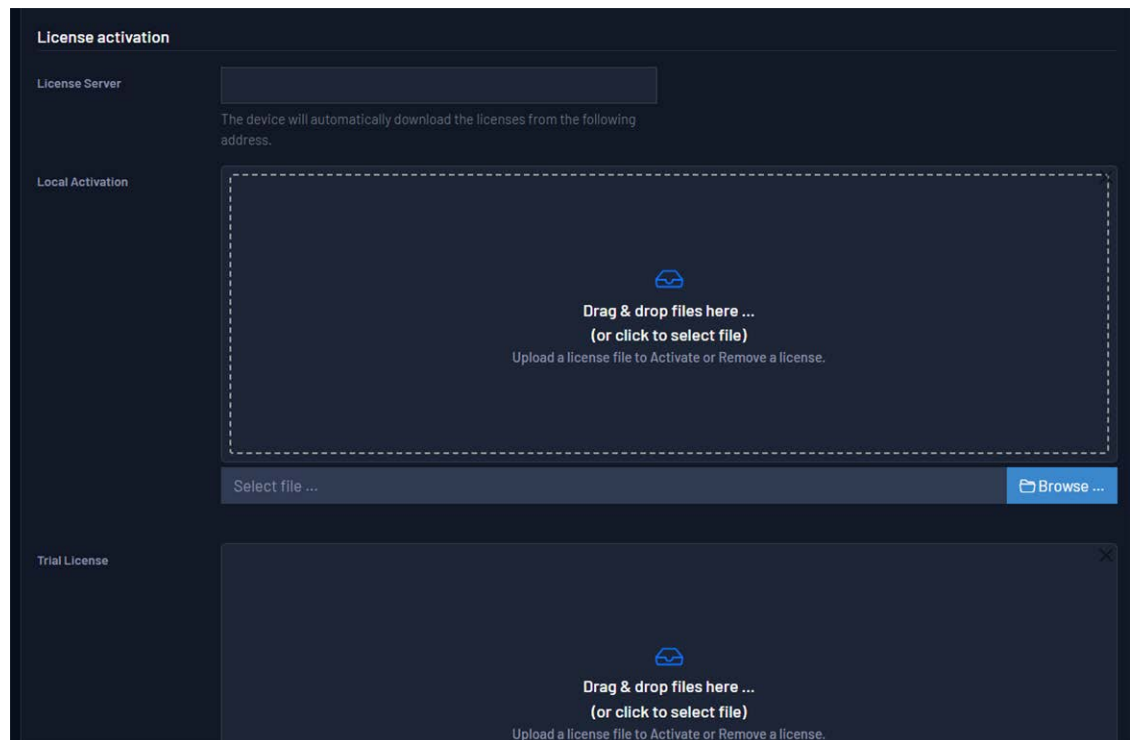 License activation
License Server
The device will automatically download the licenses from the following
address.
Local Activation
Drag & drop files here ...
(or click to select file)
Upload a license file to Activate or Remove a license.
Select file ...
Browse ...
Trial License
Drag & drop files here ...
(or click to select file)
Upload a license file to Activate or Remove a license.